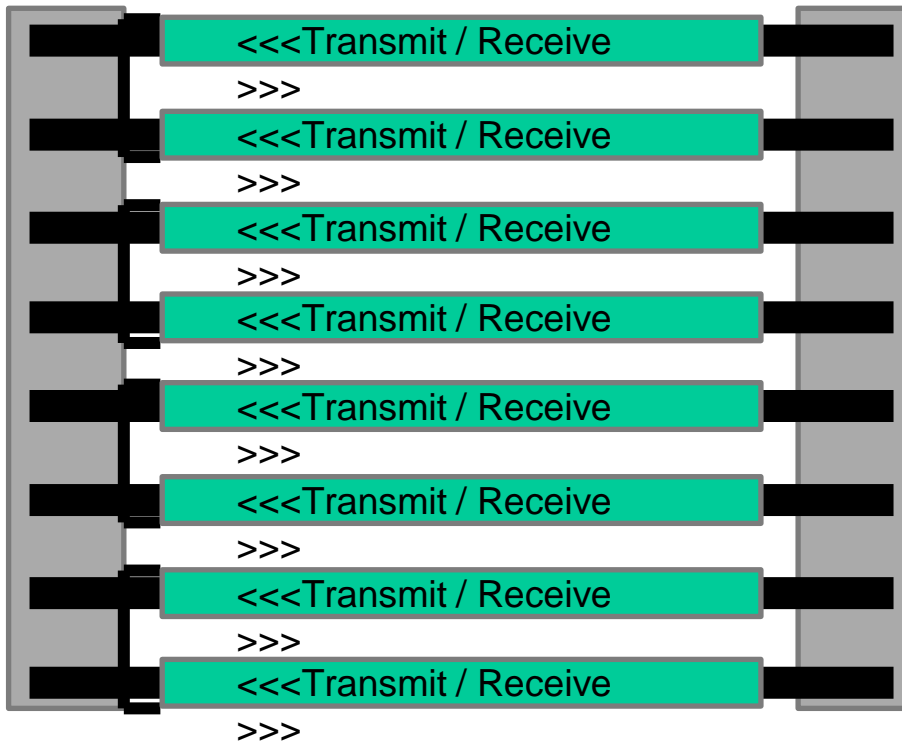 <<<Transmit / Receive
>>>
<<<Transmit / Receive
>>>
<<<Transmit / Receive
>>>
<<<Transmit / Receive
>>>
<<<Transmit / Receive
>>>
<<<Transmit / Receive
>>>
<<<Transmit / Receive
>>>
<<<Transmit / Receive
>>>